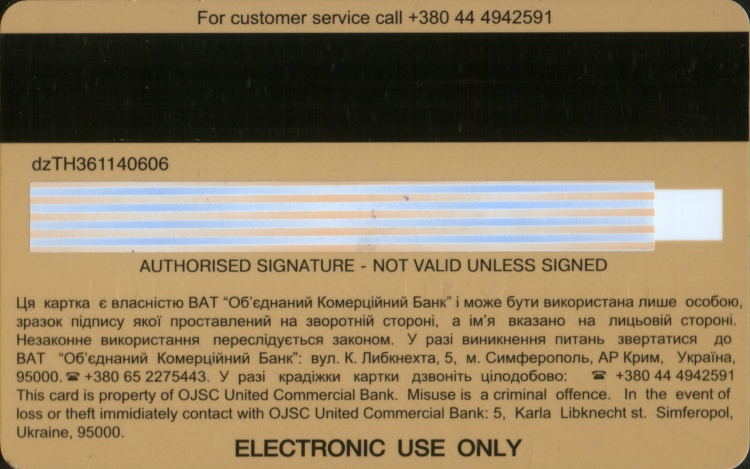 For customer service call +380 44 4942591
dzTH361140606
AUTHORISED SIGNATURE - NOT VALID UNLESS SIGNED
Ця картка є власністю ВАТ "Об'єднаний Комерційний Банк" і може бути використана лише особою,
зразок підпису якої проставлений на зворотній стороні, а ім'я вказано на лицьовій стороні.
Незаконне використання переслідується законом. У разі виникнення питань звертатися до
ВАТ "Об'єднаний Комерційний Банк": вул. К. Либкнехта, 5, м. Симферополь, АР Крим, Україна,
95000. ☎ +380 65 2275443. У разі крадіжки картки дзвоніть цілодобово: ☎ +380 44 4942591
This card is property of OJSC United Commercial Bank. Misuse is a criminal offence. In the event of
loss or theft immidiately contact with OJSC United Commercial Bank: 5, Karla Libknecht st. Simferopol,
Ukraine, 95000.
ELECTRONIC USE ONLY